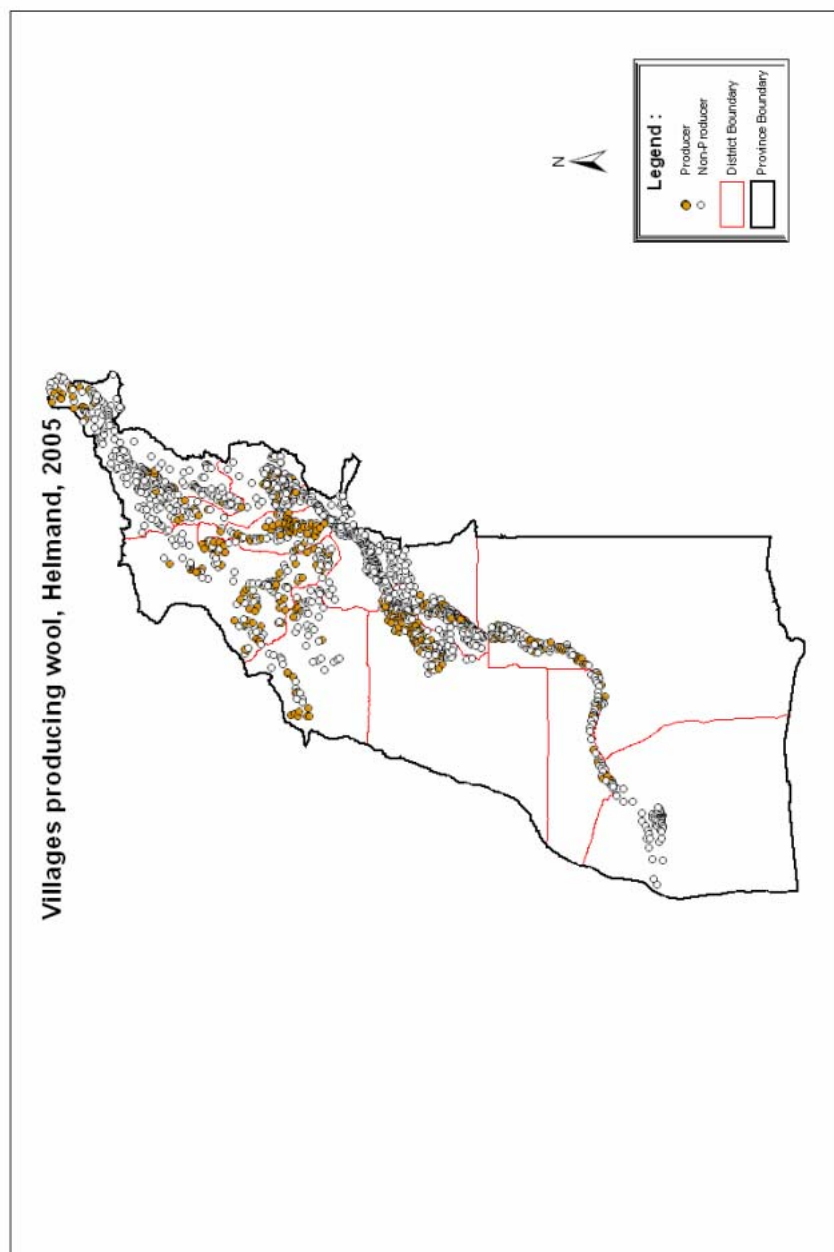 Villages producing wool, Helmand, 2005
N
Legend :
Producer
Non-Producer
District Boundary
Province Boundary